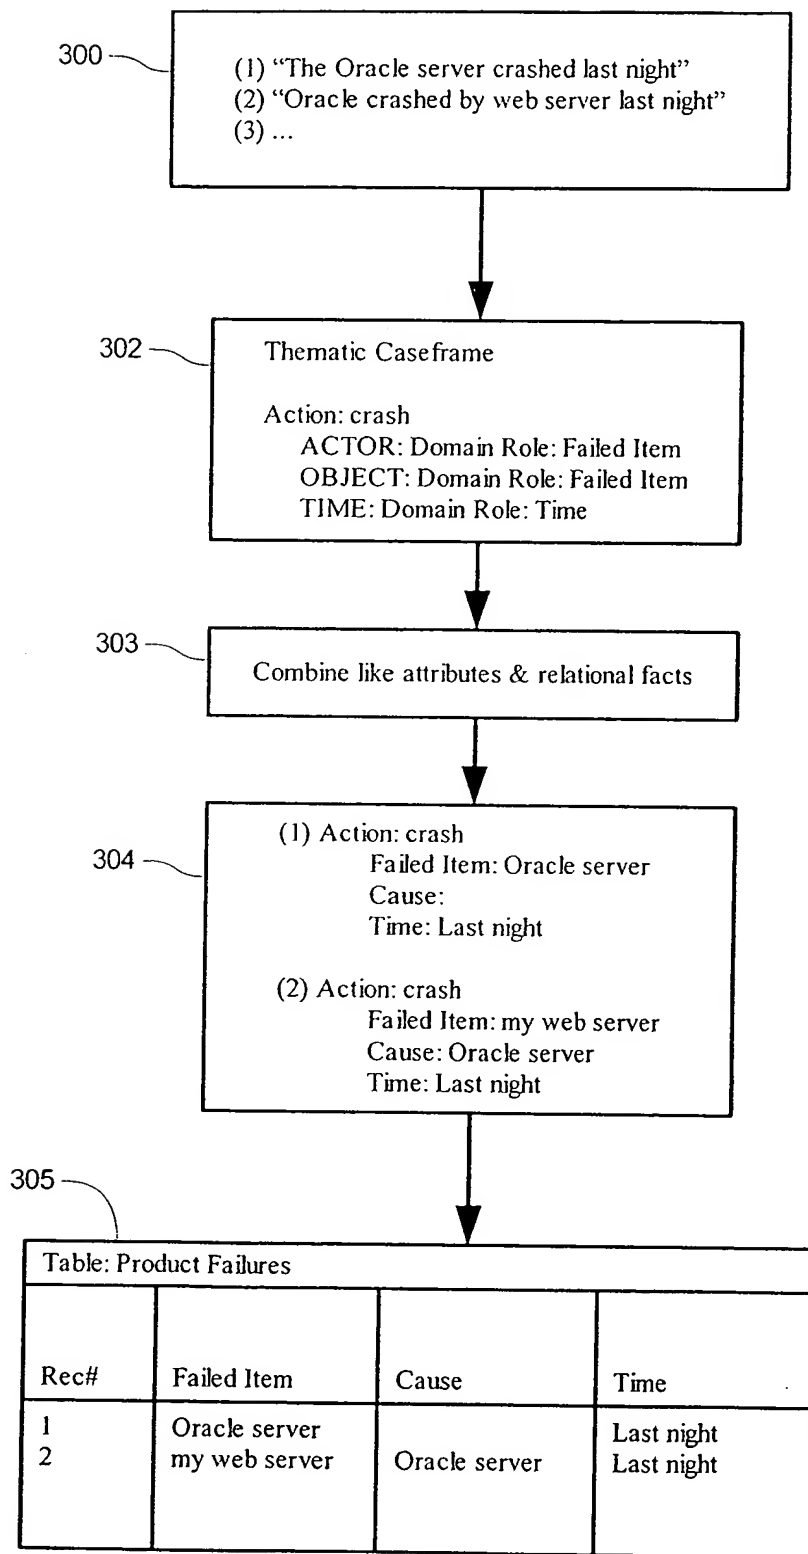 300
(1) "The Oracle server crashed last night"
(2) "Oracle crashed by web server last night"
(3) ...
302
Thematic Caseframe
Action: crash
ACTOR: Domain Role: Failed Item
OBJECT: Domain Role: Failed Item
TIME: Domain Role: Time
303
Combine like attributes & relational facts
304
(1) Action: crash
Failed Item: Oracle server
Cause:
Time: Last night
(2) Action: crash
Failed Item: my web server
Cause: Oracle server
Time: Last night
305
Table: Product Failures
Rec# Failed Item Cause Time
1 Oracle server Last night
2 my web server Oracle server Last night